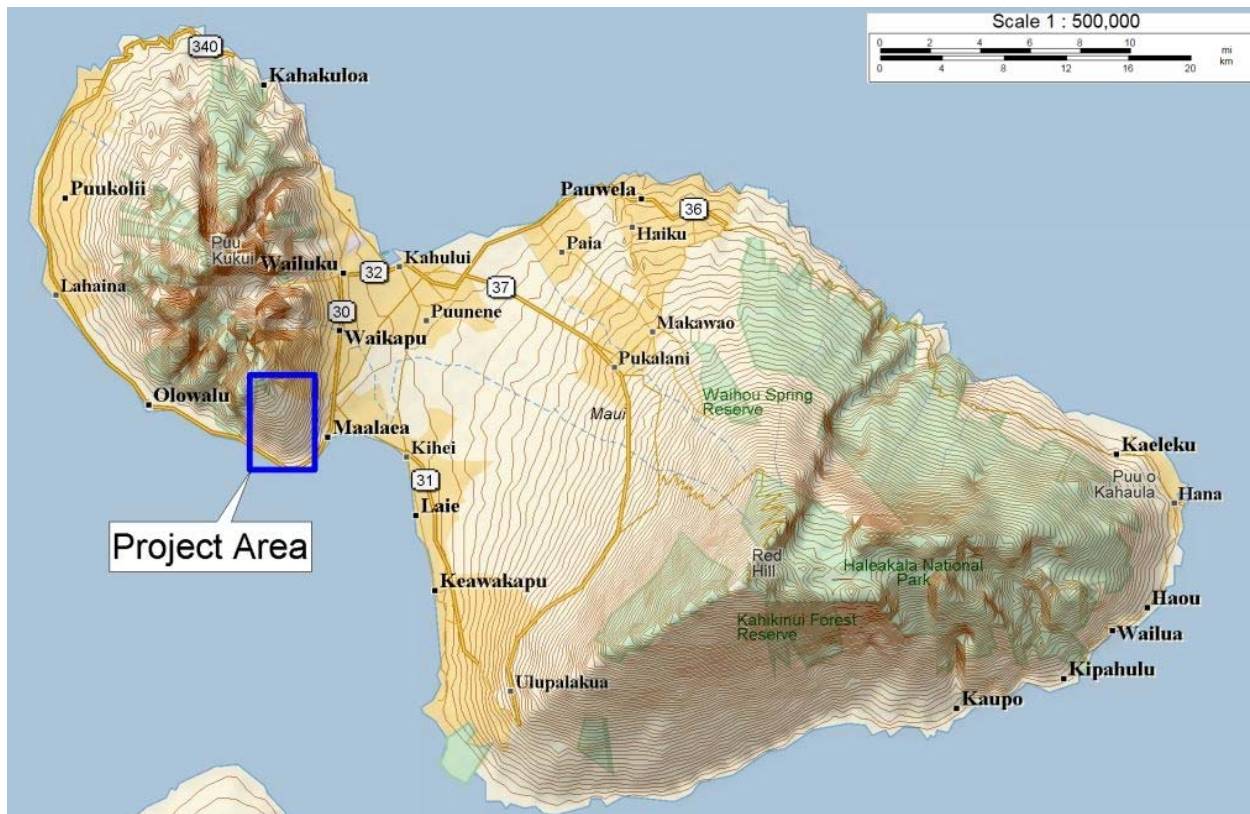 Scale 1 : 500,000
0 2 4 6 8 10
mi
km
0 4 8 12 16 20
340
Kahakuloa
Puukolii
Pauwela
36
Haiku
Paia
Puu
Kukui
Wailuku
32
Kahului
37
Lahaina
30
Puunene
Waikapu
Makawao
Pukalani
Olowalu
Waihou Spring
Reserve
Maui
Maalaea
Kihei
31
Laie
Kaeleku
Puu o
Kahaula
Hana
Project Area
Red
Hill
Haleakala National
Park
Keawakapu
Kahikinui Forest
Reserve
Haou
Wailua
Kipahulu
Ulupalakua
Kaupo